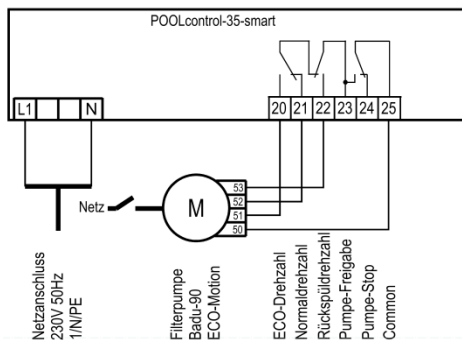 POOLcontrol-35-smart
L1
N
20
21
22
23
24
25
Netz
M
53
52
51
50
Netzanschluss
230V 50Hz
1/N/PE
Filterpumpe
Badu-90
ECO-Motion
ECO-Drehzahl
Normaldrehzahl
Rückspüldrehzahl
Pumpe-Freigabe
Pumpe-Stop
Common